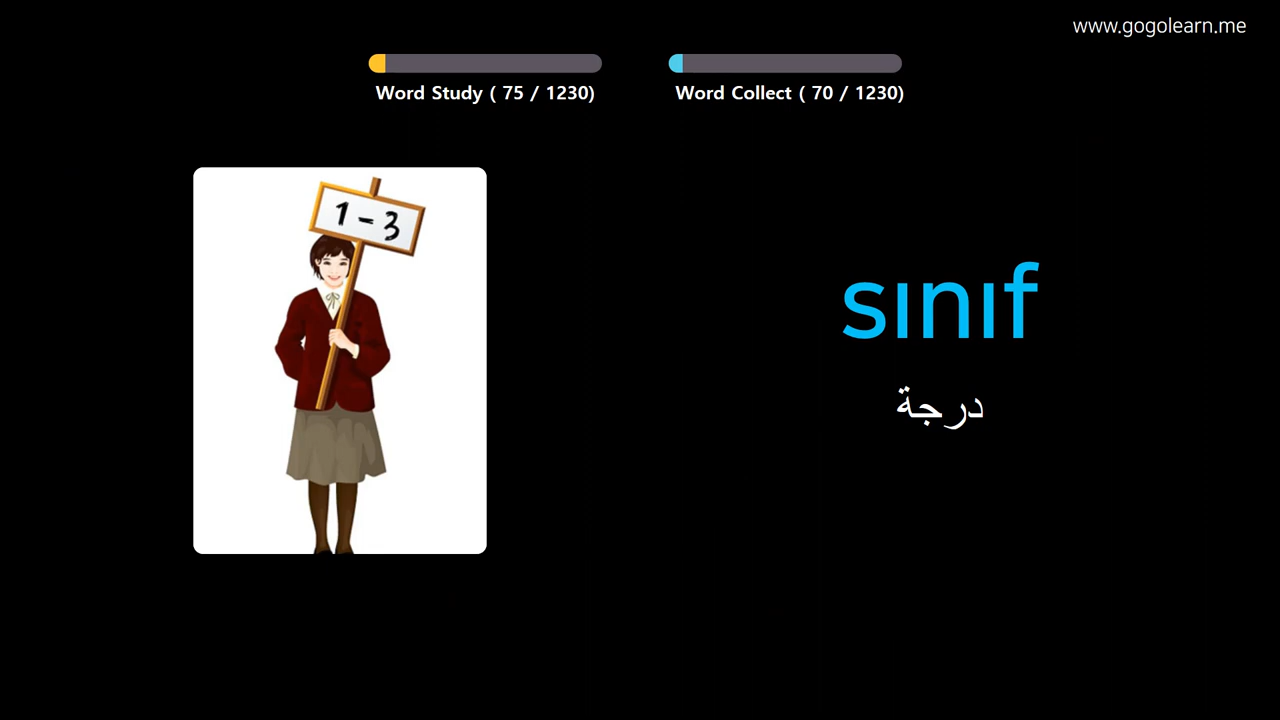 www.gogolearn.me
Word Study ( 75 / 1230)
Word Collect ( 70 / 1230)
1 - 3
sınıf
درجة